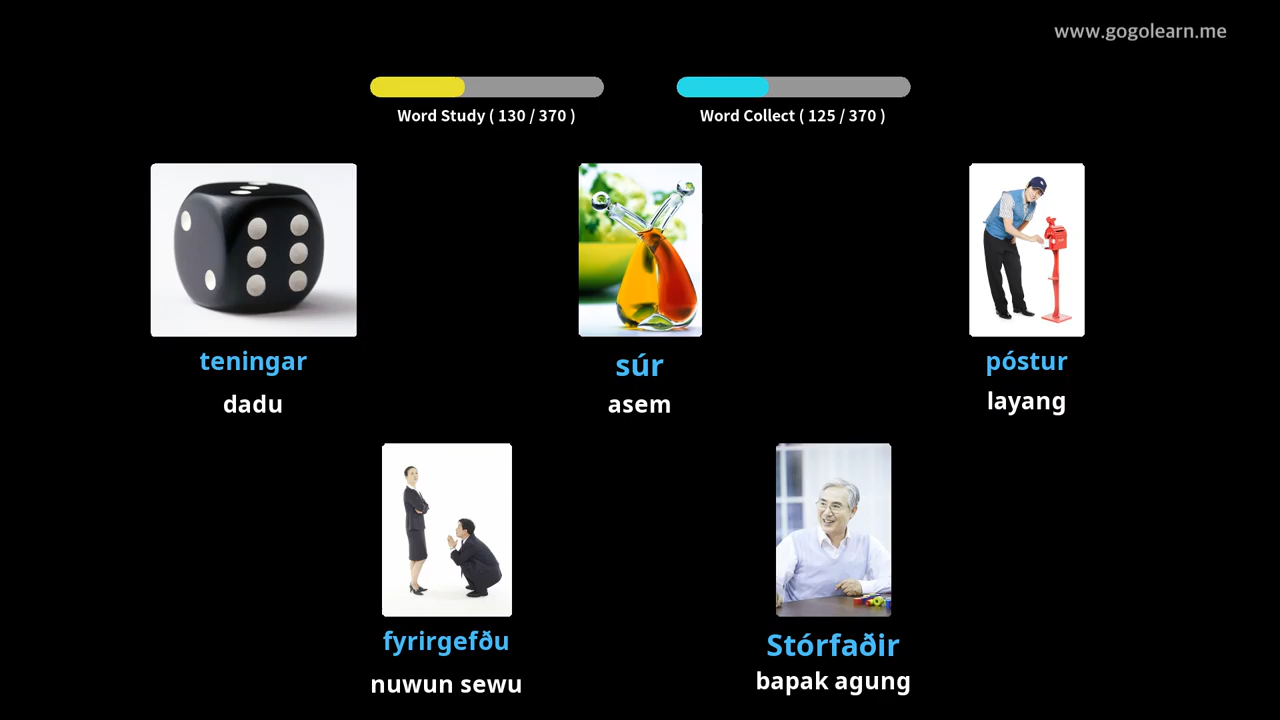 www.gogolearn.me
Word Study ( 130 / 370 )
Word Collect ( 125 / 370 )
teningar
dadu
súr
asem
póstur
layang
fyrirgefðu
nuwun sewu
Stórfaðir
bapak agung